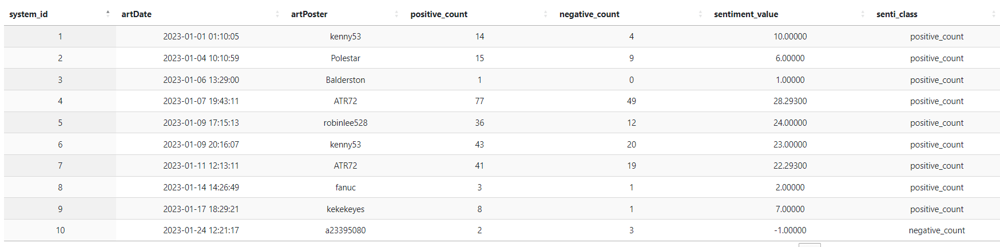 system_id artDate artPoster positive_count negative_count sentiment_value senti_class
1 2023-01-01 01:10:05 kenny53 14 4 10.00000 positive_count
2 2023-01-04 10:10:59 Polestar 15 9 6.00000 positive_count
3 2023-01-06 13:29:00 Balderston 1 0 1.00000 positive_count
4 2023-01-07 19:43:11 ATR72 77 49 28.29300 positive_count
5 2023-01-09 17:15:13 robinlee528 36 12 24.00000 positive_count
6 2023-01-09 20:16:07 kenny53 43 20 23.00000 positive_count
7 2023-01-11 12:13:11 ATR72 41 19 22.29300 positive_count
8 2023-01-14 14:26:49 fanuc 3 1 2.00000 positive_count
9 2023-01-17 18:29:21 kekekeyes 8 1 7.00000 positive_count
10 2023-01-24 12:21:17 a23395080 2 3 -1.00000 negative_count